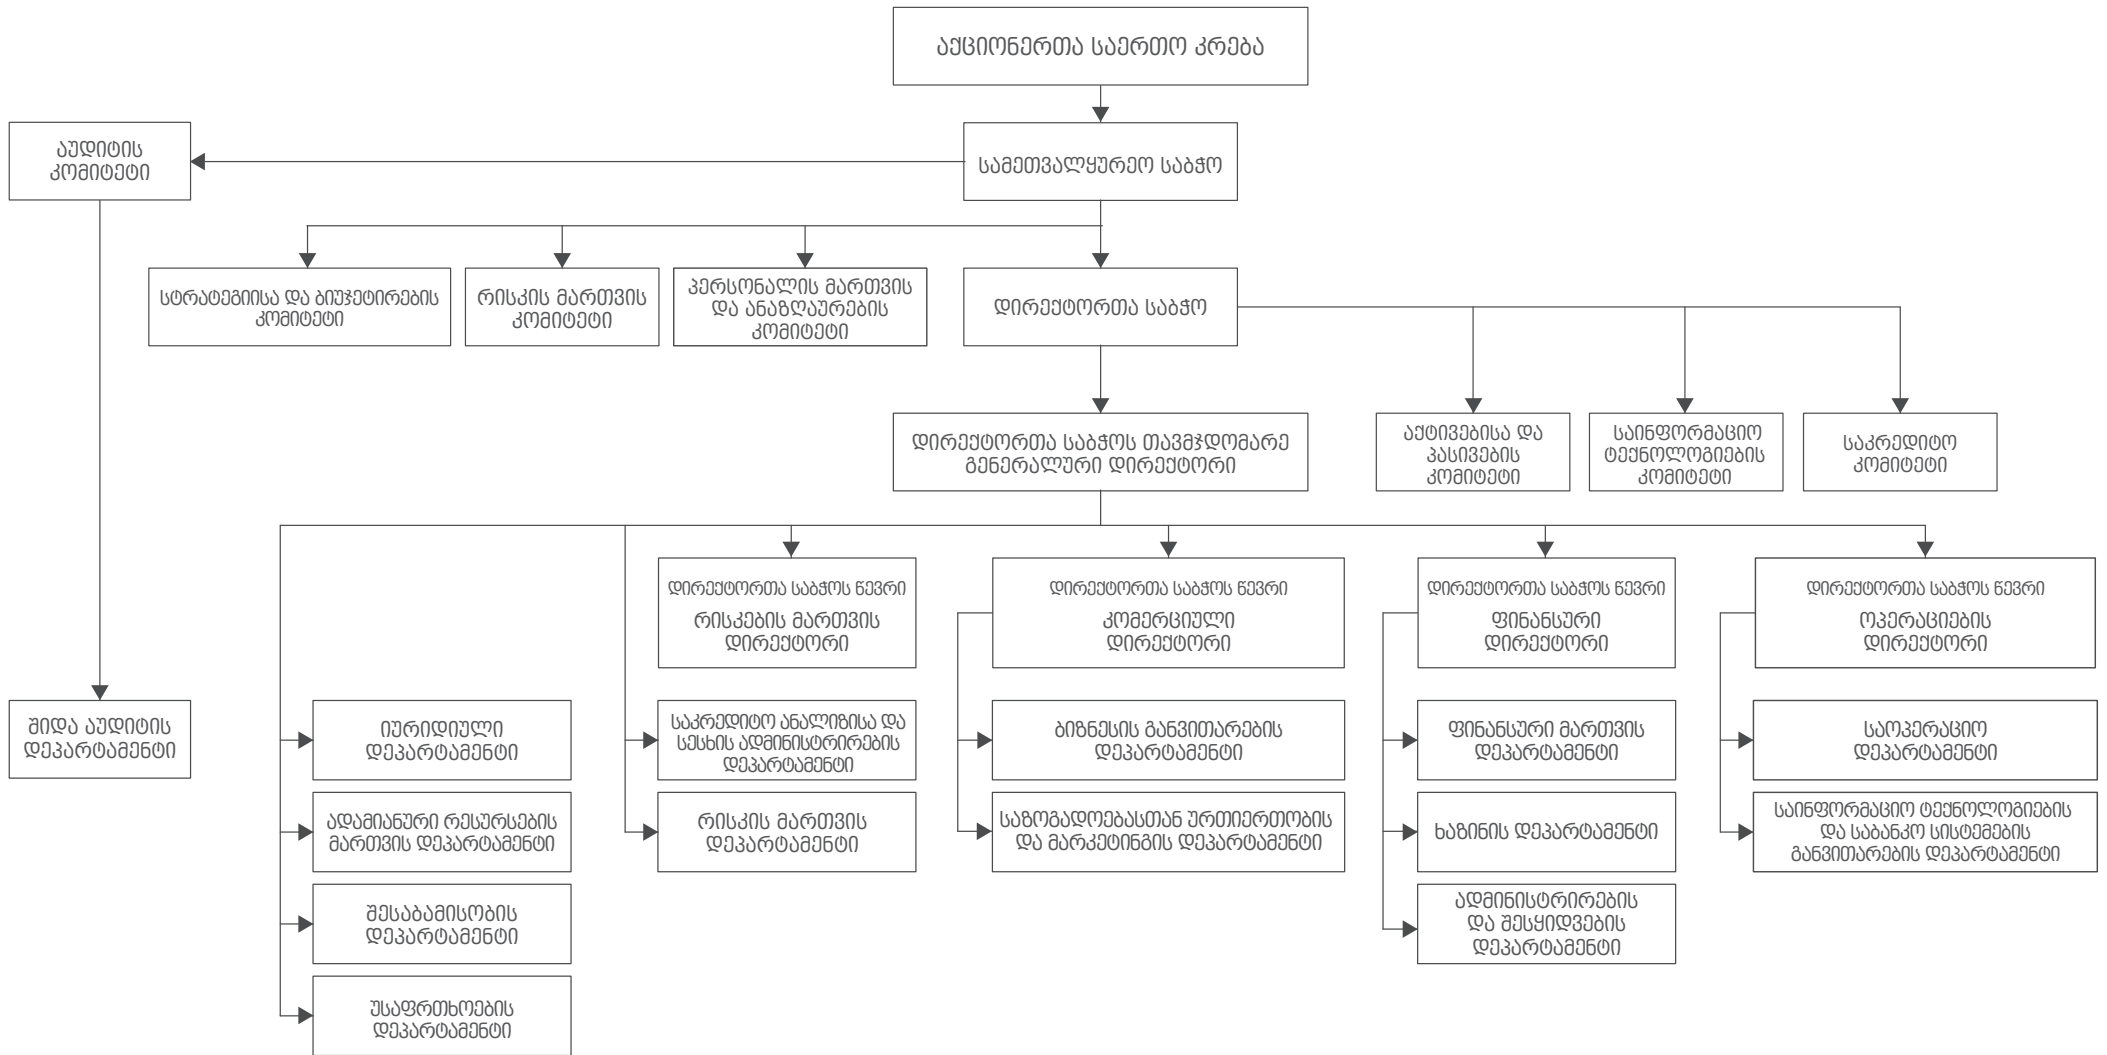 აქციონერთა საერთო კრება
აუდიტის
კომიტეტი
სამეთვალყურეო საბჭო
სტრატეგიისა და ბიუჯეტირების
კომიტეტი
რისკის მართვის
კომიტეტი
პერსონალის მართვის
და ანაზღაურების
კომიტეტი
დირექტორთა საბჭო
დირექტორთა საბჭოს თავმჯდომარე
გენერალური დირექტორი
აქტივებისა და
პასივების
კომიტეტი
საინფორმაციო
ტექნოლოგიების
კომიტეტი
საკრედიტო
კომიტეტი
დირექტორთა საბჭოს წევრი
რისკების მართვის
დირექტორი
დირექტორთა საბჭოს წევრი
კომერციული
დირექტორი
დირექტორთა საბჭოს წევრი
ფინანსური
დირექტორი
დირექტორთა საბჭოს წევრი
ოპერაციების
დირექტორი
შიდა აუდიტის
დეპარტამენტი
იურიდიული
დეპარტამენტი
საკრედიტო ანალიზისა და
სესხის ადმინისტრირების
დეპარტამენტი
ბიზნესის განვითარების
დეპარტამენტი
ფინანსური მართვის
დეპარტამენტი
საოპერაციო
დეპარტამენტი
ადამიანური რესურსების
მართვის დეპარტამენტი
რისკის მართვის
დეპარტამენტი
საზოგადოებასთან ურთიერთობის
და მარკეტინგის დეპარტამენტი
ხაზინის დეპარტამენტი
საინფორმაციო ტექნოლოგიების
და საბანკო სისტემების
განვითარების დეპარტამენტი
შესაბამისობის
დეპარტამენტი
ადმინისტრირების
და შესყიდვების
დეპარტამენტი
უსაფრთხოების
დეპარტამენტი